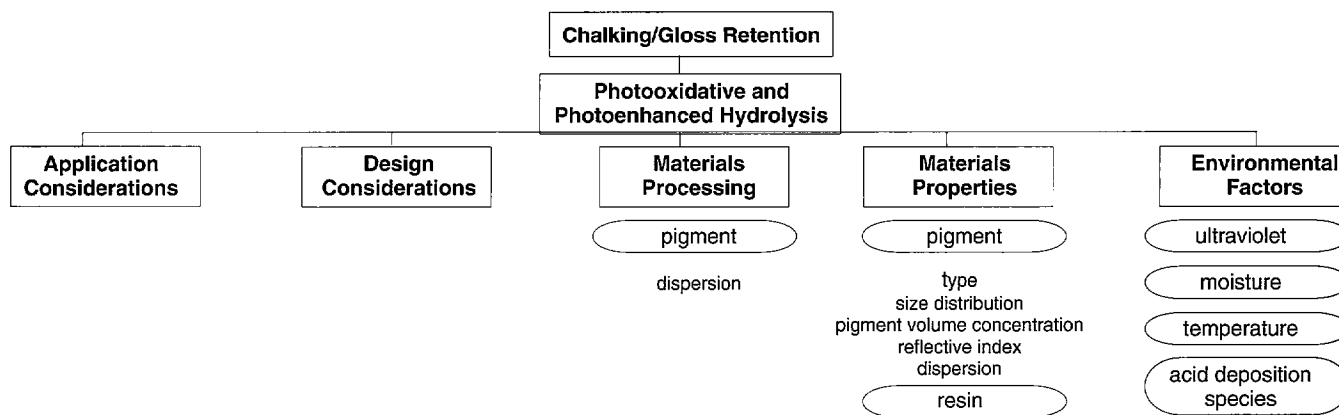 Chalking/Gloss Retention
Photooxidative and
Photoenhanced Hydrolysis
Application
Considerations
Design
Considerations
Materials
Processing
pigment
dispersion
Materials
Properties
pigment
type
size distribution
pigment volume concentration
reflective index
dispersion
resin
Environmental
Factors
ultraviolet
moisture
temperature
acid deposition
species